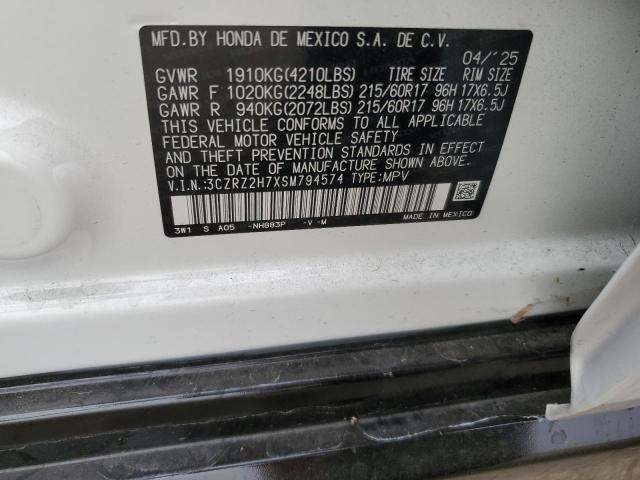 MFD.BY HONDA DE MEXICO S.A. DE C.V.
04/'25
GVWR 1910KG(4210LBS) TIRE SIZE RIM SIZE
GAWR F 1020KG(2248LBS) 215/60R17 96H 17X6.5J
GAWR R 940KG(2072LBS) 215/60R17 96H 17X6.5J
THIS VEHICLE CONFORMS TO ALL APPLICABLE
FEDERAL MOTOR VEHICLE SAFETY
AND THEFT PREVENTION STANDARDS IN EFFECT
ON THE DATE OF MANUFACTURE SHOWN ABOVE.
V.I.N.:3CZRZ2H7XSM794574 TYPE:MPV
3W1 S A05 -NH883P -V -M
MADE IN MEXICO